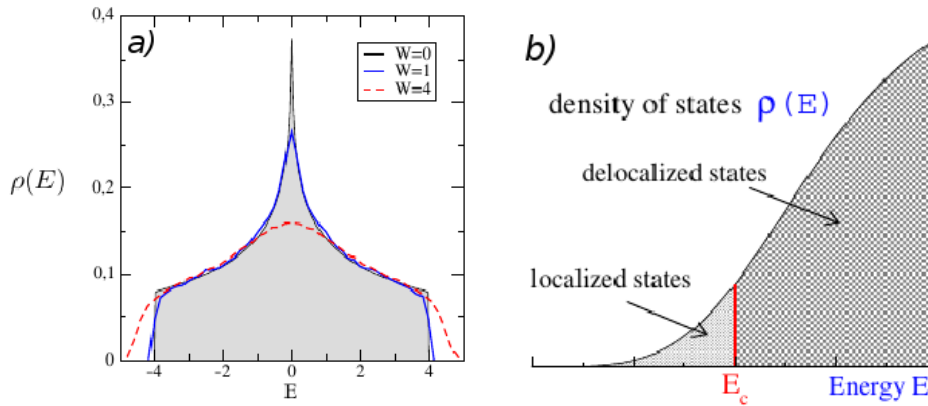 a)
0,4
0,3
0,2
0,1
0
ρ(E)
W=0
W=1
W=4
-4
-2
0
2
4
E
b)
density of states ρ(E)
delocalized states
localized states
E_c
Energy E